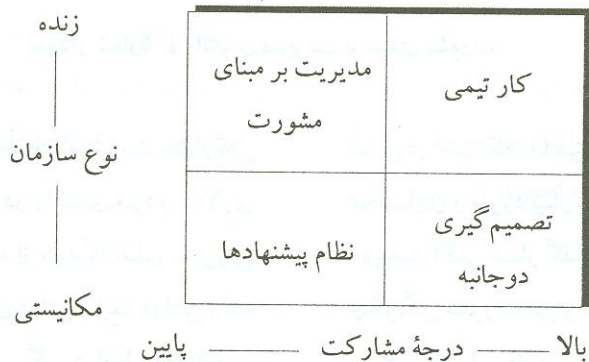 زنده
نوع سازمان
مکانیستی
کار تیمی
مدیریت بر مبنای
مشورت
تصمیم‌گیری
دوجانبه
نظام پیشنهادها
بالا درجهٔ مشارکت پایین